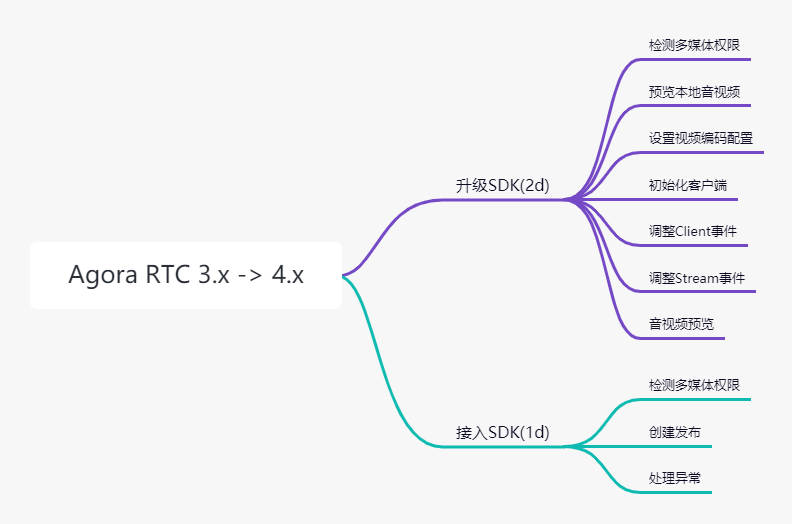 Agora RTC 3.x -> 4.x
升级SDK(2d)
检测多媒体权限
预览本地音视频
设置视频编码配置
初始化客户端
调整Client事件
调整Stream事件
音视频预览
接入SDK(1d)
检测多媒体权限
创建发布
处理异常